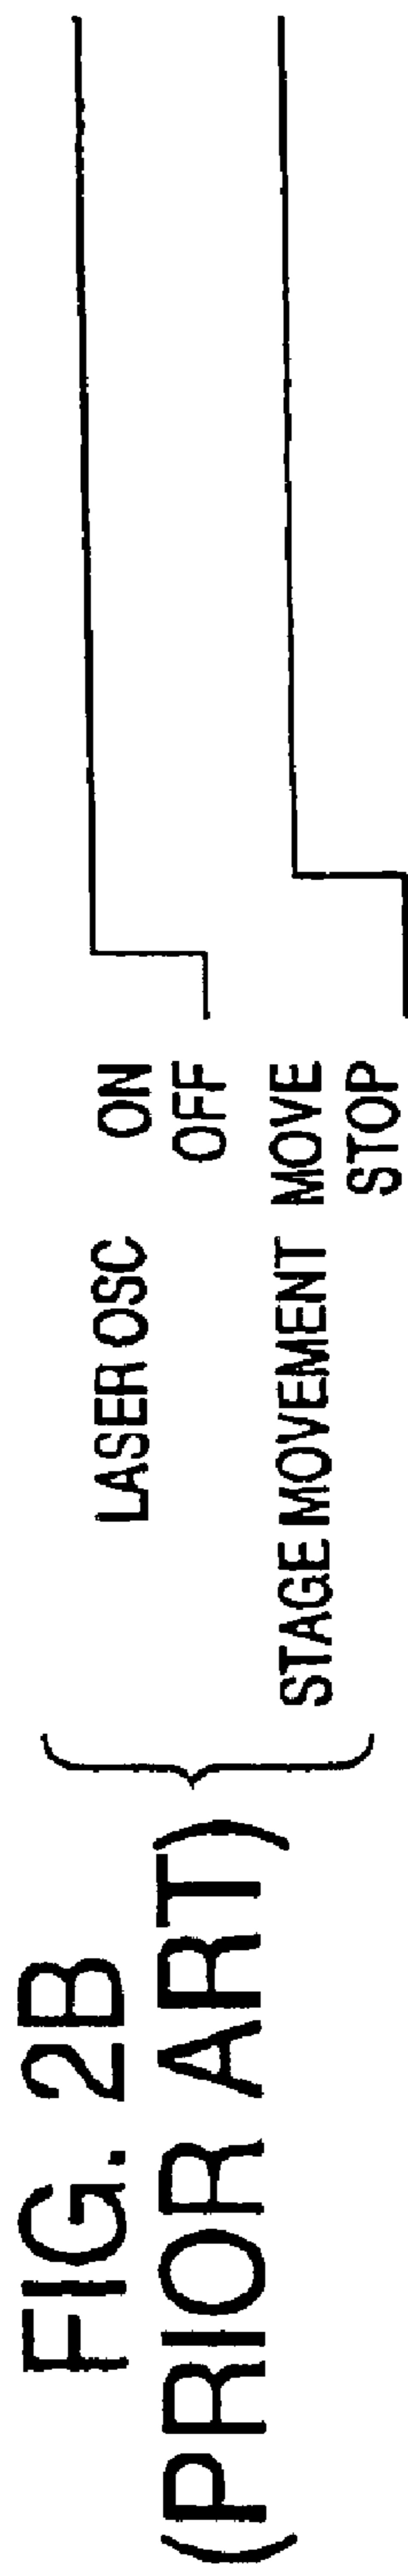 FIG. 2B
(PRIOR ART)
LASER OSC ON
OFF
STAGE MOVEMENT MOVE
STOP